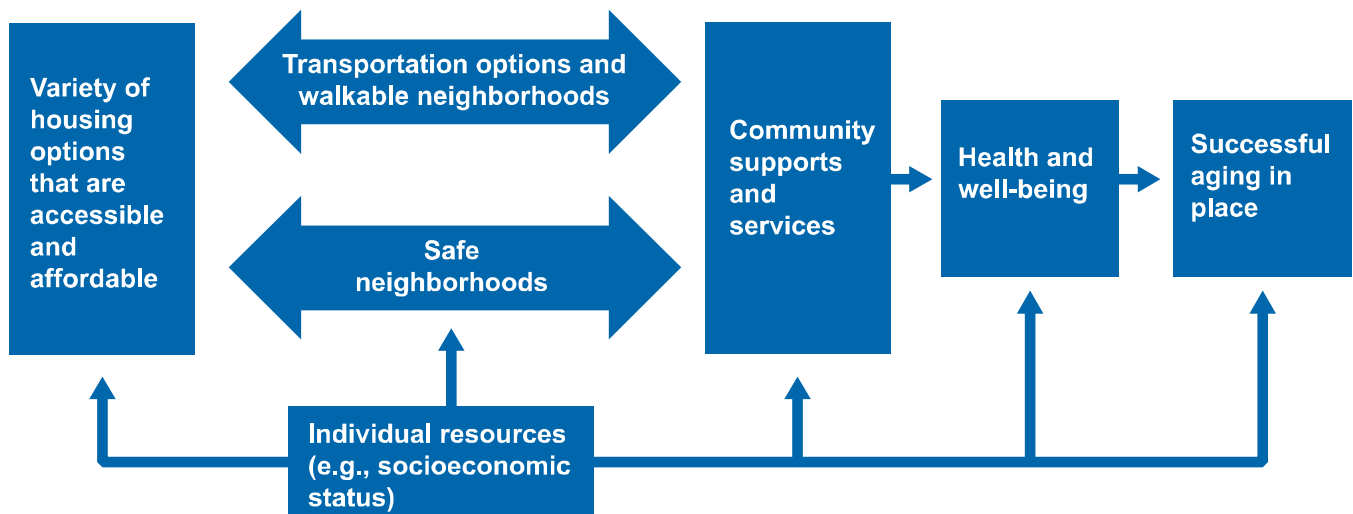 Variety of
housing
options
that are
accessible
and
affordable
Transportation options and
walkable neighborhoods
Safe
neighborhoods
Community
supports
and
services
Health and
well-being
Successful
aging in
place
Individual resources
(e.g., socioeconomic
status)